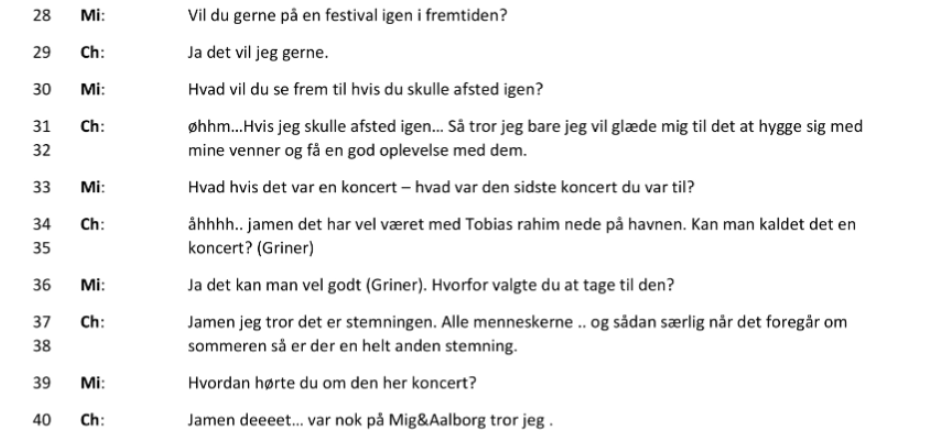 28 Mi: Vil du gerne på en festival igen i fremtiden?
29 Ch: Ja det vil jeg gerne.
30 Mi: Hvad vil du se frem til hvis du skulle afsted igen?
31 Ch: øhhm...Hvis jeg skulle afsted igen... Så tror jeg bare jeg vil glæde mig til det at hygge sig med
32 mine venner og få en god oplevelse med dem.
33 Mi: Hvad hvis det var en koncert – hvad var den sidste koncert du var til?
34 Ch: åhhhh.. jamen det har vel været med Tobias rahim nede på havnen. Kan man kaldet det en
35 koncert? (Griner)
36 Mi: Ja det kan man vel godt (Griner). Hvorfor valgte du at tage til den?
37 Ch: Jamen jeg tror det er stemningen. Alle menneskerne .. og sådan særlig når det foregår om
38 sommeren så er der en helt anden stemning.
39 Mi: Hvordan hørte du om den her koncert?
40 Ch: Jamen deeeet... var nok på Mig&Aalborg tror jeg .